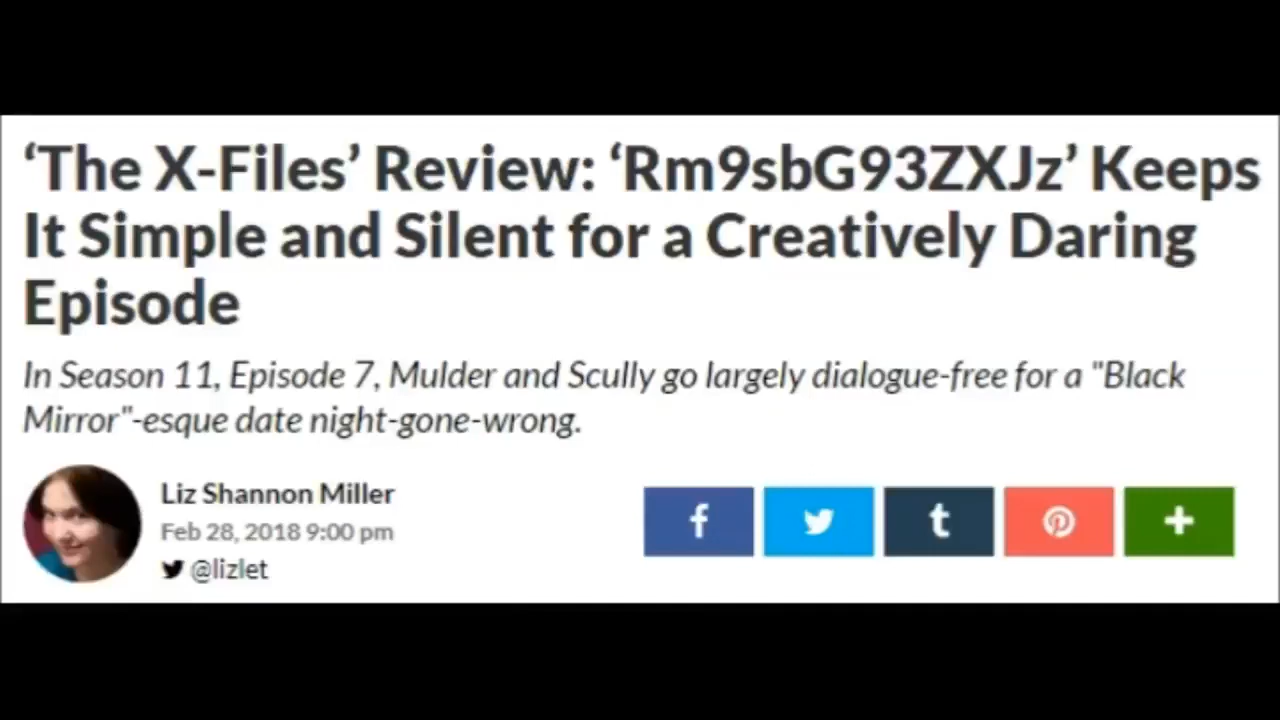 ‘The X-Files’ Review: ‘Rm9sbG93ZXJz’ Keeps
It Simple and Silent for a Creatively Daring
Episode
In Season 11, Episode 7, Mulder and Scully go largely dialogue-free for a "Black
Mirror"-esque date night-gone-wrong.
Liz Shannon Miller
Feb 28, 2018 9:00 pm
@lizlet